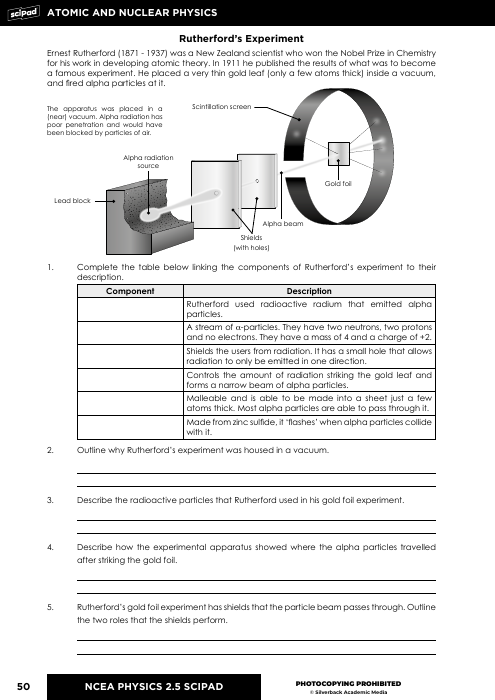 scipad
ATOMIC AND NUCLEAR PHYSICS
Rutherford's Experiment
Ernest Rutherford (1871 - 1937) was a New Zealand scientist who won the Nobel Prize in Chemistry
for his work in developing atomic theory. In 1911 he published the results of what was to become
a famous experiment. He placed a very thin gold leaf (only a few atoms thick) inside a vacuum,
and fired alpha particles at it.
The apparatus was placed in a
(near) vacuum. Alpha radiation has
poor penetration and would have
been blocked by particles of air.
Scintillation screen
Alpha radiation
source
Lead block
Gold foil
Alpha beam
Shields
(with holes)
1. Complete the table below linking the components of Rutherford's experiment to their
description.
Component Description
Rutherford used radioactive radium that emitted alpha
particles.
A stream of α-particles. They have two neutrons, two protons
and no electrons. They have a mass of 4 and a charge of +2.
Shields the users from radiation. It has a small hole that allows
radiation to only be emitted in one direction.
Controls the amount of radiation striking the gold leaf and
forms a narrow beam of alpha particles.
Malleable and is able to be made into a sheet just a few
atoms thick. Most alpha particles are able to pass through it.
Made from zinc sulfide, it 'flashes' when alpha particles collide
with it.
2. Outline why Rutherford's experiment was housed in a vacuum.
3. Describe the radioactive particles that Rutherford used in his gold foil experiment.
4. Describe how the experimental apparatus showed where the alpha particles travelled
after striking the gold foil.
5. Rutherford's gold foil experiment has shields that the particle beam passes through. Outline
the two roles that the shields perform.
50
NCEA PHYSICS 2.5 SCIPAD
PHOTOCOPYING PROHIBITED
© Silverback Academic Media